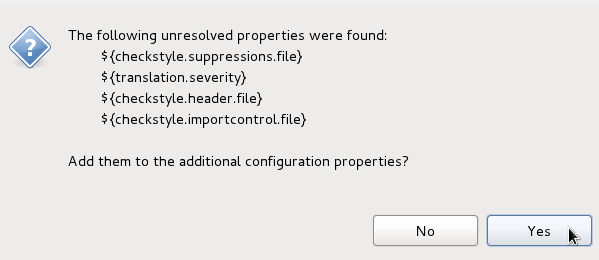 The following unresolved properties were found:
${checkstyle.suppressions.file}
${translation.severity}
${checkstyle.header.file}
${checkstyle.importcontrol.file}
Add them to the additional configuration properties?
No
Yes